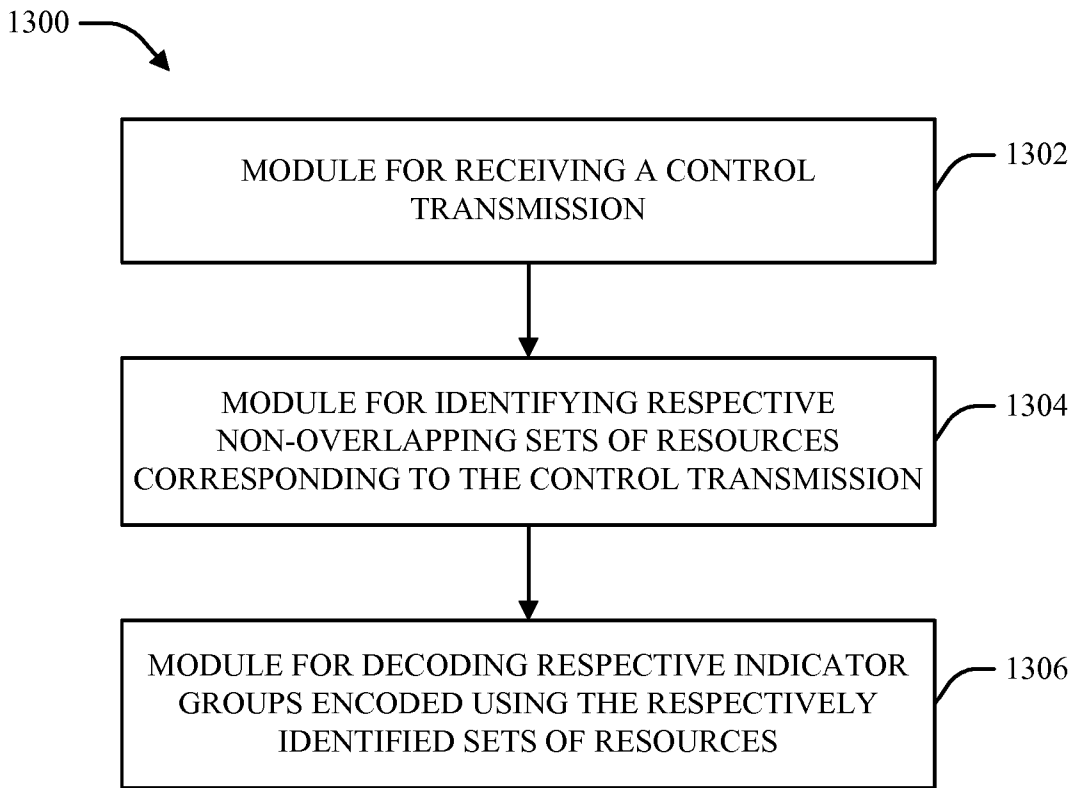 1300
MODULE FOR RECEIVING A CONTROL
TRANSMISSION
1302
MODULE FOR IDENTIFYING RESPECTIVE
NON-OVERLAPPING SETS OF RESOURCES
CORRESPONDING TO THE CONTROL TRANSMISSION
1304
MODULE FOR DECODING RESPECTIVE INDICATOR
GROUPS ENCODED USING THE RESPECTIVELY
IDENTIFIED SETS OF RESOURCES
1306